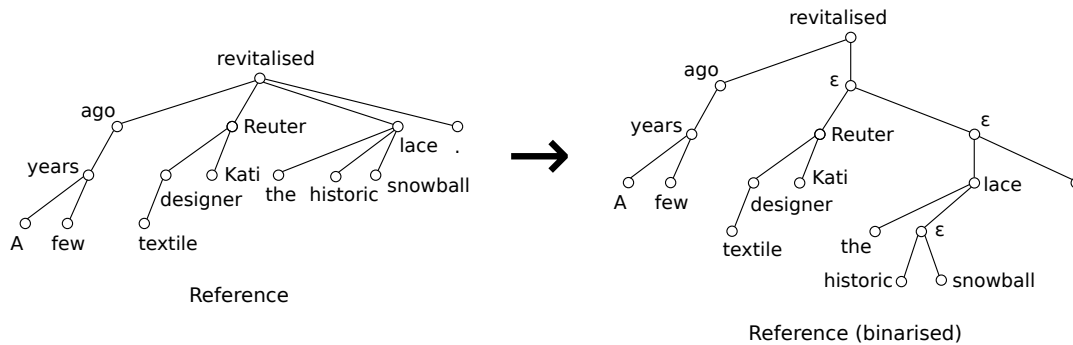 revitalised
ago
Reuter
lace .
years
designer
Kati
the historic snowball
A few
textile
Reference
revitalised
ago
ε
years
Reuter
ε
A few
designer
Kati
lace
textile
the
ε
historic
snowball
Reference (binarised)